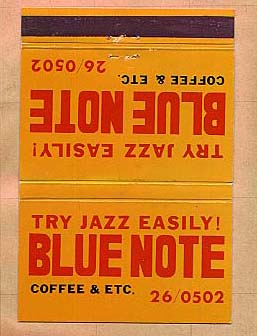 26/0502
COFFEE & ETC.
BLUE NOTE
TRY JAZZ EASILY!
TRY JAZZ EASILY!
BLUE NOTE
COFFEE & ETC.
26/0502